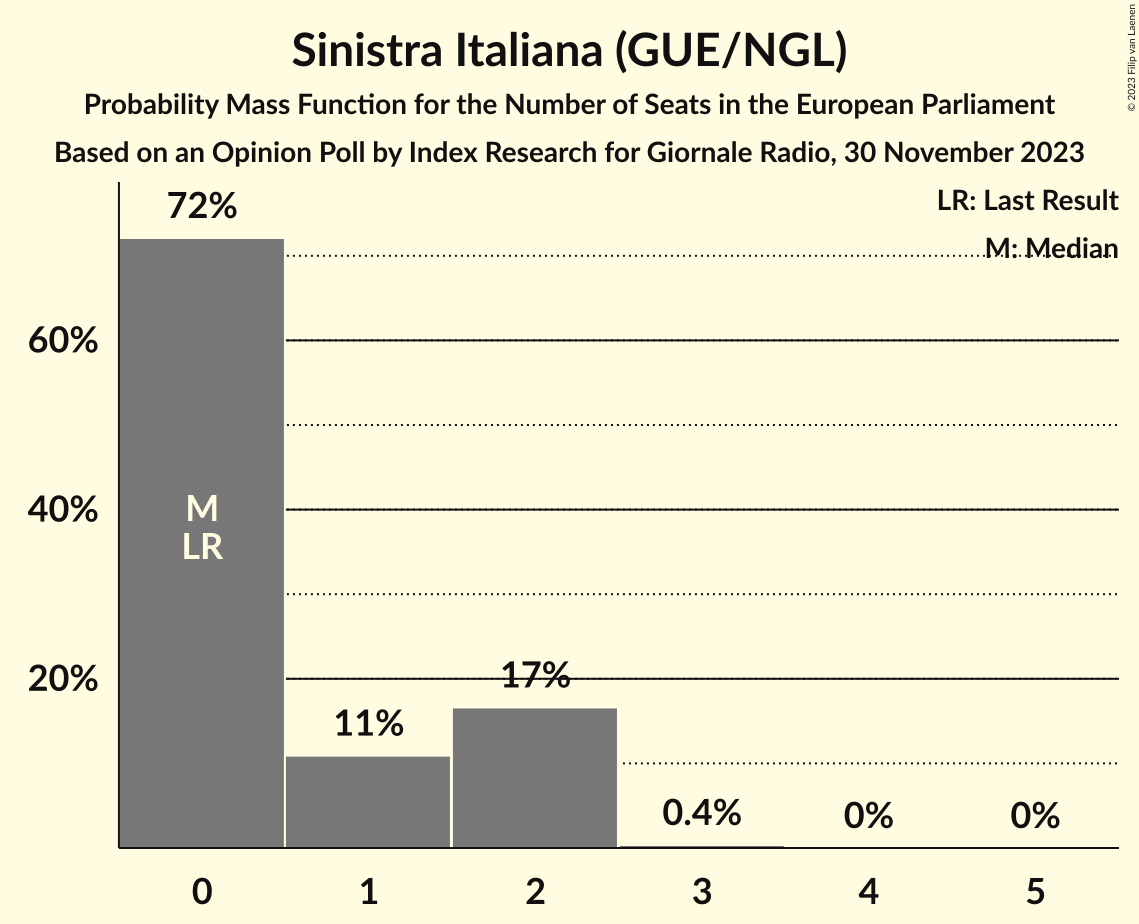 Sinistra Italiana (GUE/NGL)
Probability Mass Function for the Number of Seats in the European Parliament
Based on an Opinion Poll by Index Research for Giornale Radio, 30 November 2023
© 2023 Filip van Laenen
LR: Last Result
M: Median
72%
60%
40%
20%
M
LR
11%
17%
0.4%
0%
0%
0 1 2 3 4 5